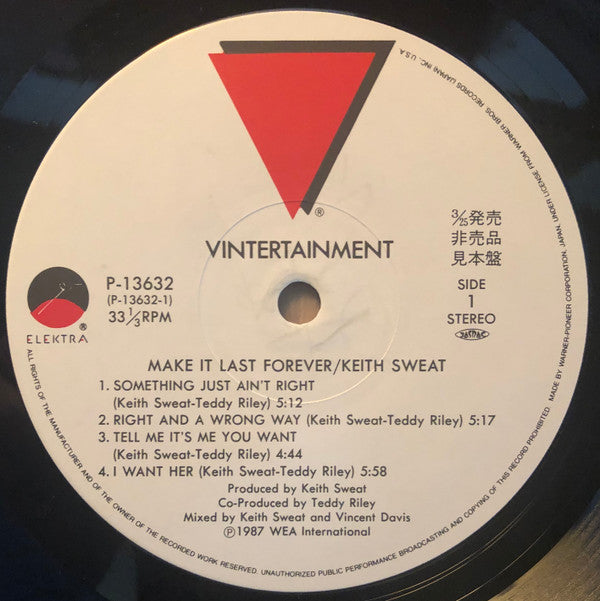 ®
VINTERTAINMENT
P-13632
(P-13632-1)
33 1/3 RPM
®
ELEKTRA
3/25発売
非売品
見本盤
SIDE
1
STEREO
JASRAC
MAKE IT LAST FOREVER/KEITH SWEAT
1. SOMETHING JUST AIN'T RIGHT
(Keith Sweat-Teddy Riley) 5:12
2. RIGHT AND A WRONG WAY (Keith Sweat-Teddy Riley) 5:17
3. TELL ME IT'S ME YOU WANT
(Keith Sweat-Teddy Riley) 4:44
4. I WANT HER (Keith Sweat-Teddy Riley) 5:58
Produced by Keith Sweat
Co-Produced by Teddy Riley
Mixed by Keith Sweat and Vincent Davis
℗1987 WEA International
ALL RIGHTS OF THE MANUFACTURER AND OF THE OWNER OF THE RECORDED WORK RESERVED. UNAUTHORIZED PUBLIC PERFORMANCE BROADCASTING AND COPYING OF THIS RECORD PROHIBITED. MADE BY WARNER-PIONEER CORPORATION, JAPAN, UNDER LICENSE FROM WARNER BROS. RECORDS (JAPAN) INC., U.S.A.